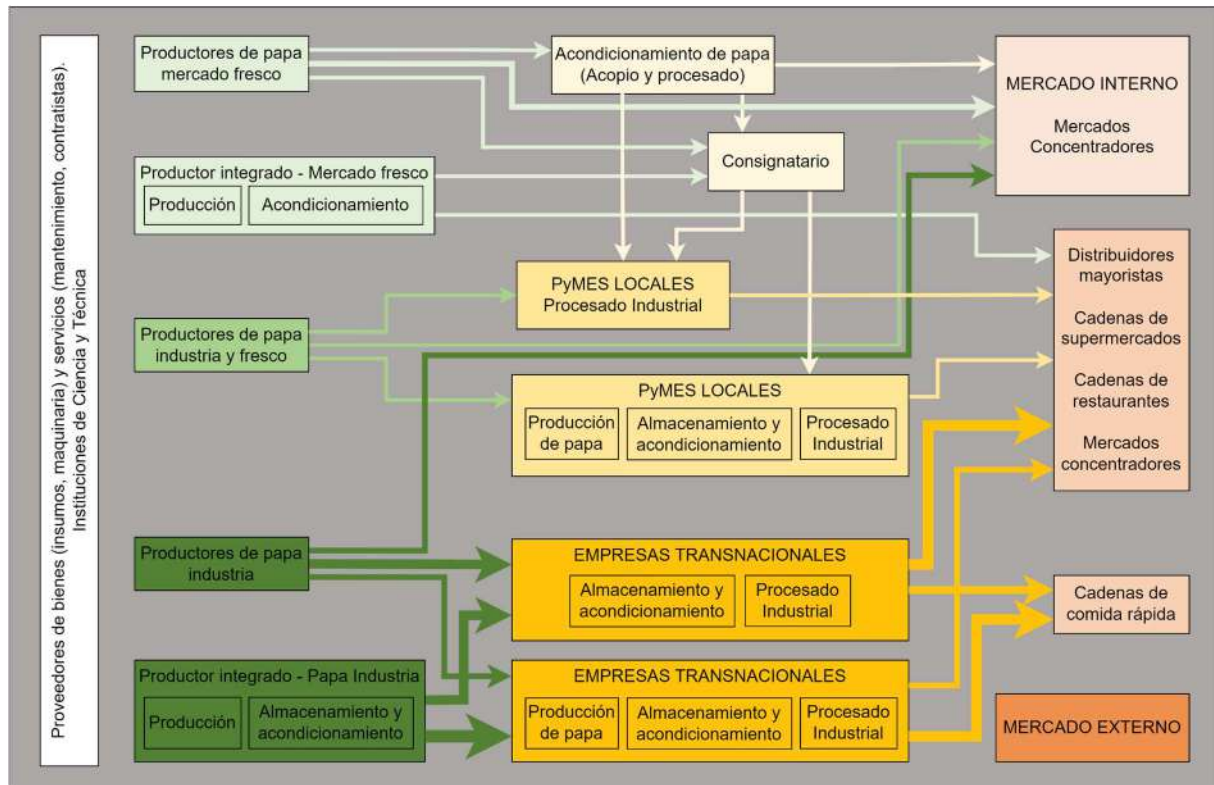 Proveedores de bienes (insumos, maquinaria) y servicios (mantenimiento, contratistas).
Instituciones de Ciencia y Técnica
Productores de papa
mercado fresco
Acondicionamiento de papa
(Acopio y procesado)
MERCADO INTERNO
Mercados
Concentradores
Consignatario
Productor integrado - Mercado fresco
Producción
Acondicionamiento
Distribuidores
mayoristas
Cadenas de
supermercados
Cadenas de
restaurantes
Mercados
concentradores
PyMES LOCALES
Procesado Industrial
Productores de papa
industria y fresco
PyMES LOCALES
Producción
de papa
Almacenamiento y
acondicionamiento
Procesado
Industrial
Productores de papa
industria
EMPRESAS TRANSNACIONALES
Almacenamiento y
acondicionamiento
Procesado
Industrial
Cadenas de
comida rápida
Productor integrado - Papa Industria
Producción
Almacenamiento y
acondicionamiento
EMPRESAS TRANSNACIONALES
Producción
de papa
Almacenamiento y
acondicionamiento
Procesado
Industrial
MERCADO EXTERNO